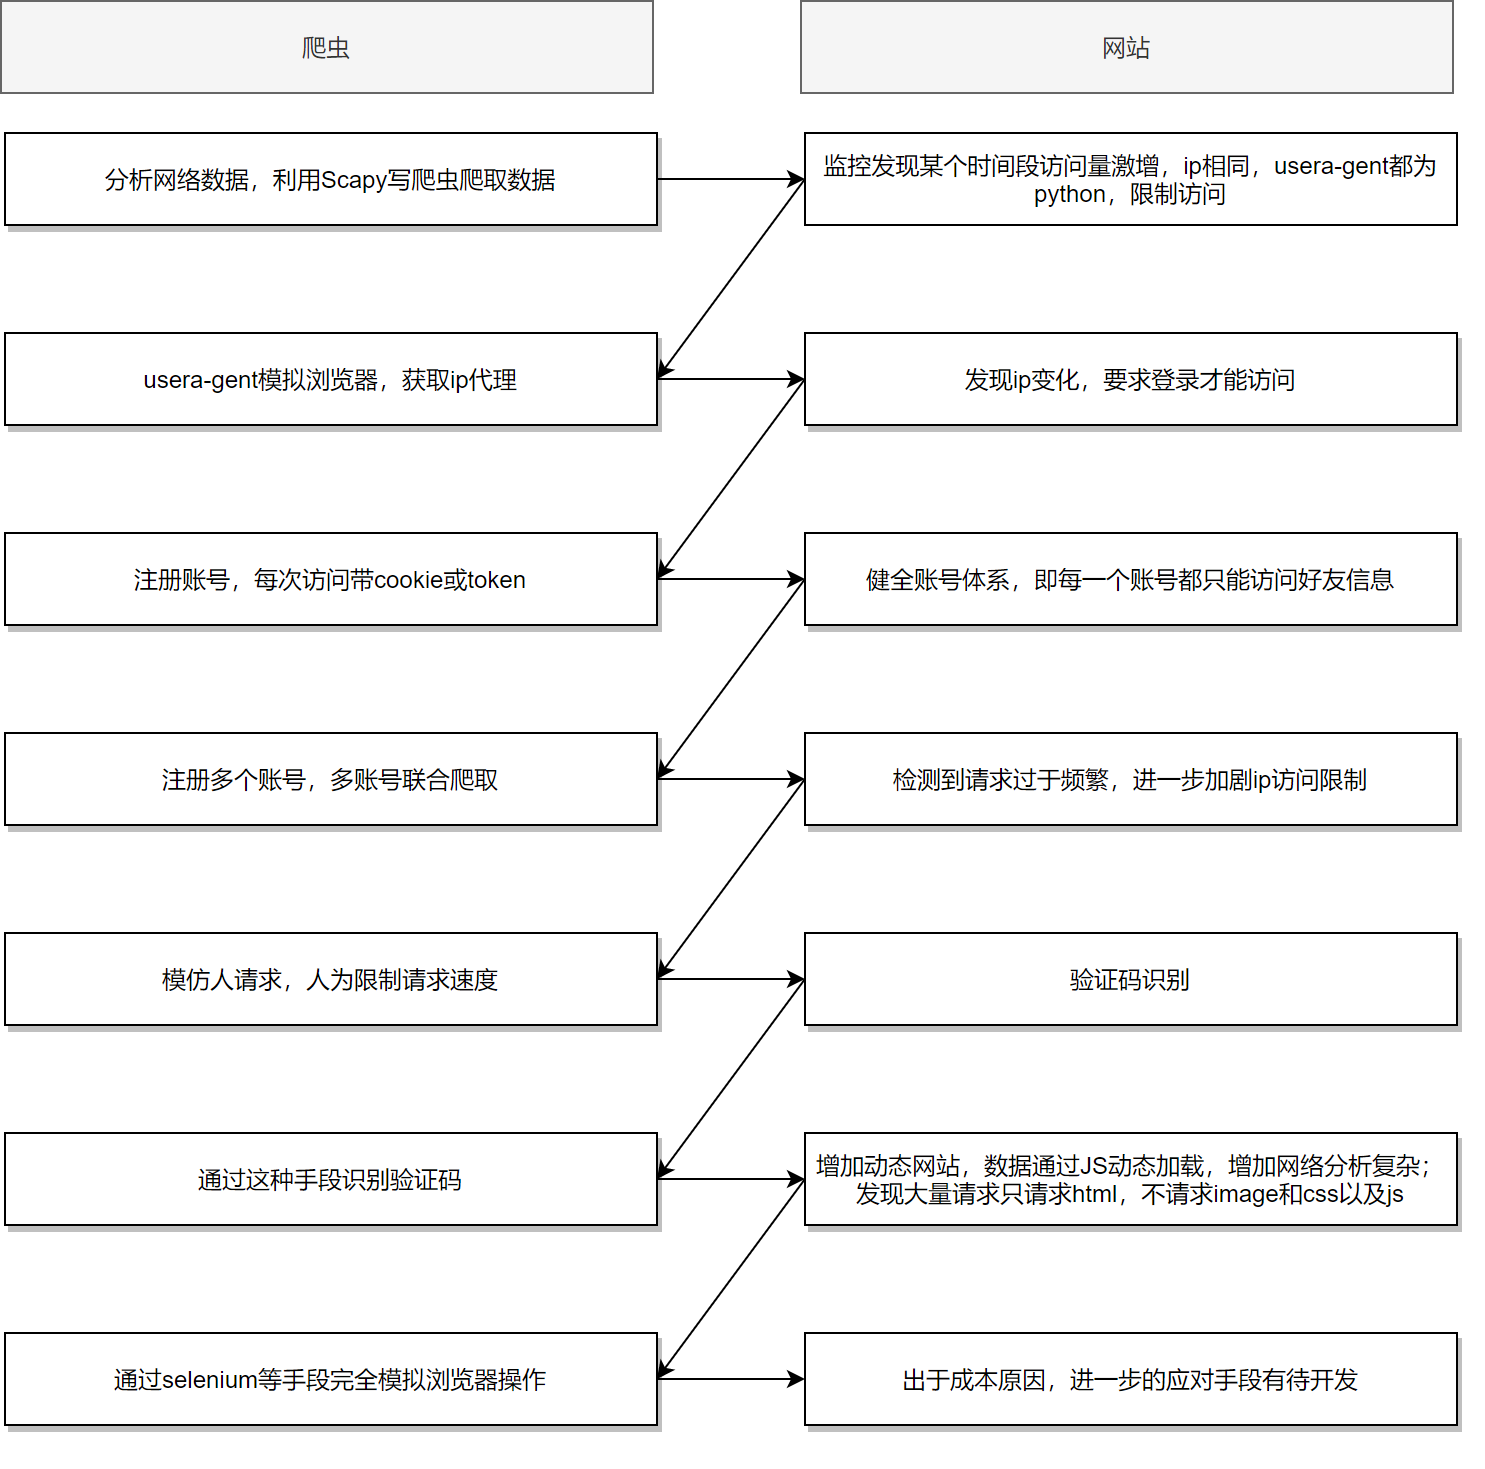 爬虫
网站
分析网络数据，利用Scapy写爬虫爬取数据
监控发现某个时间段访问量激增，ip相同，usera-gent都为
python，限制访问
usera-gent模拟浏览器，获取ip代理
发现ip变化，要求登录才能访问
注册账号，每次访问带cookie或token
健全账号体系，即每一个账号都只能访问好友信息
注册多个账号，多账号联合爬取
检测到请求过于频繁，进一步加剧ip访问限制
模仿人请求，人为限制请求速度
验证码识别
通过这种手段识别验证码
增加动态网站，数据通过JS动态加载，增加网络分析复杂；
发现大量请求只请求html，不请求image和css以及js
通过selenium等手段完全模拟浏览器操作
出于成本原因，进一步的应对手段有待开发